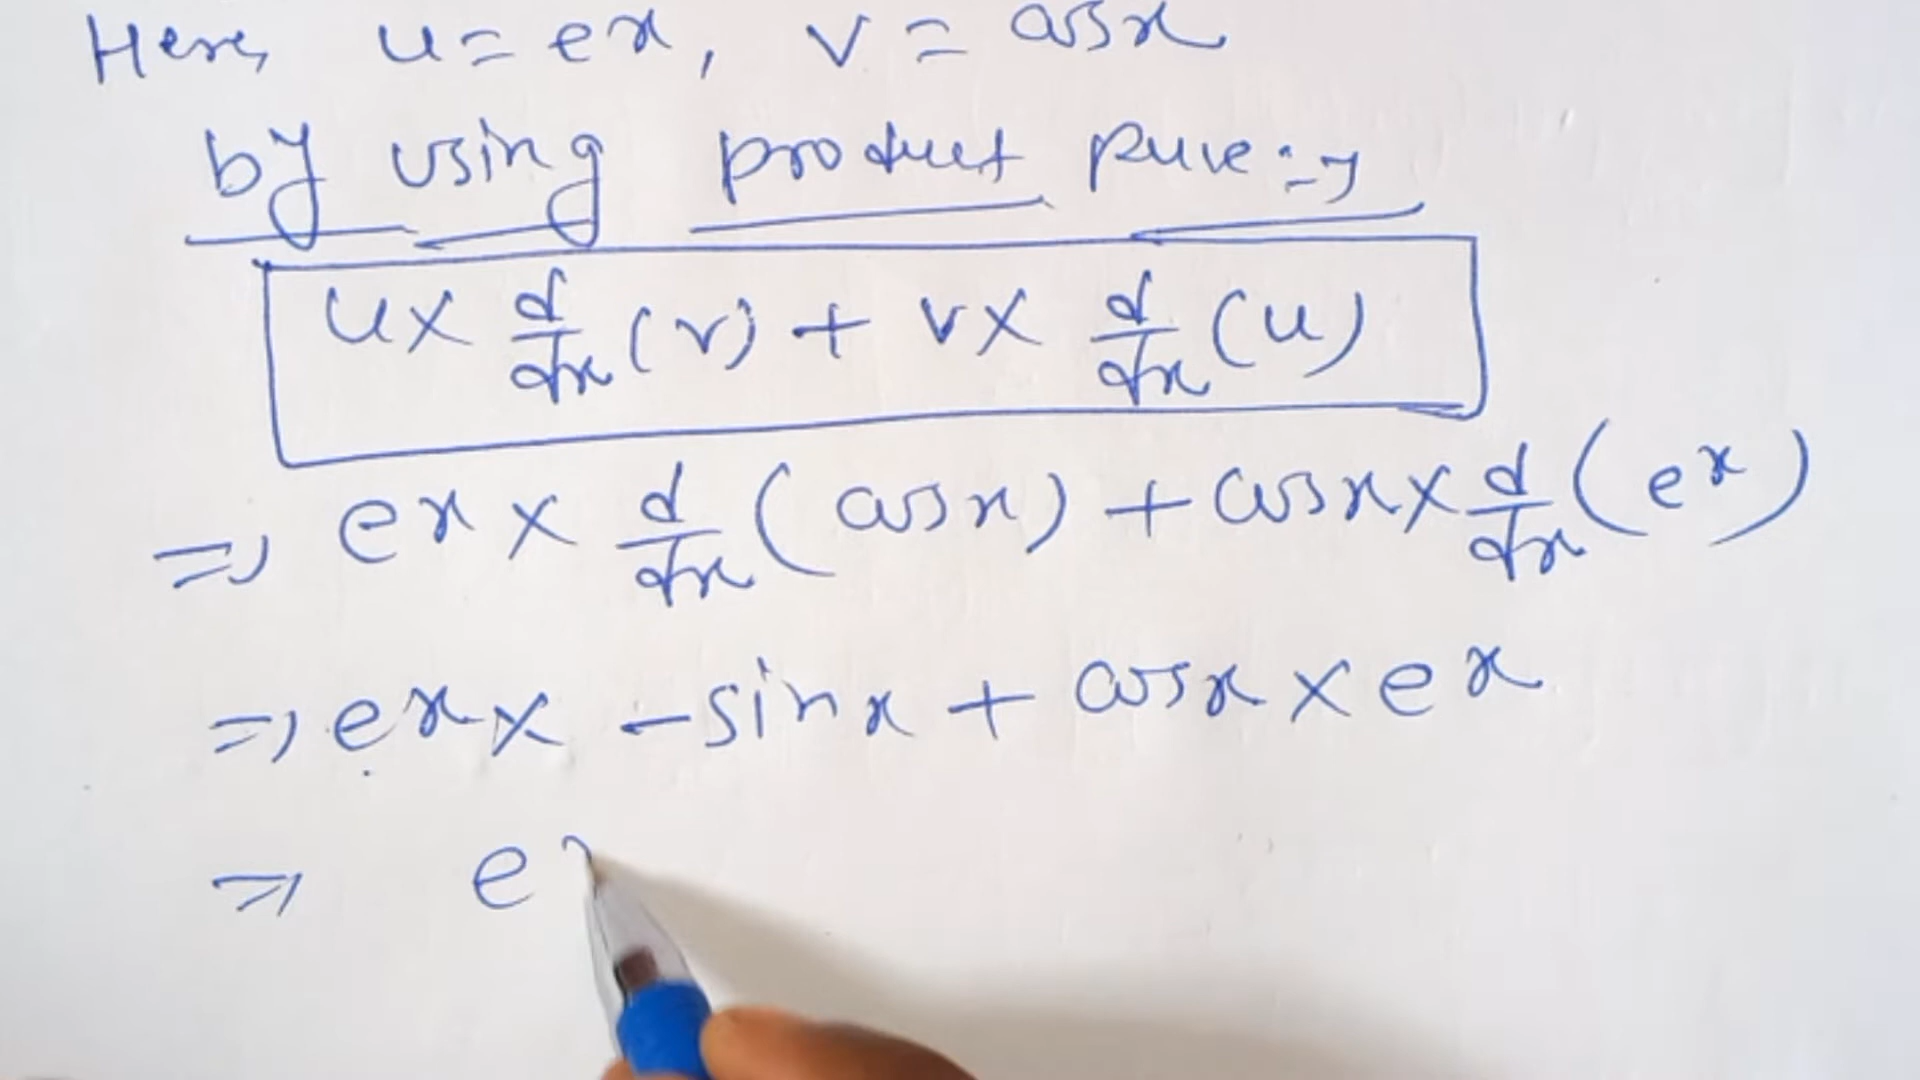 Here, u = eˣ, v = cosx
by using product Rule :→
u× d/dx (v) + v× d/dx (u)
⇒ eˣ × d/dx (cosx) + cosx× d/dx (eˣ)
⇒ eˣ× -sinx + cosx × eˣ
⇒ e